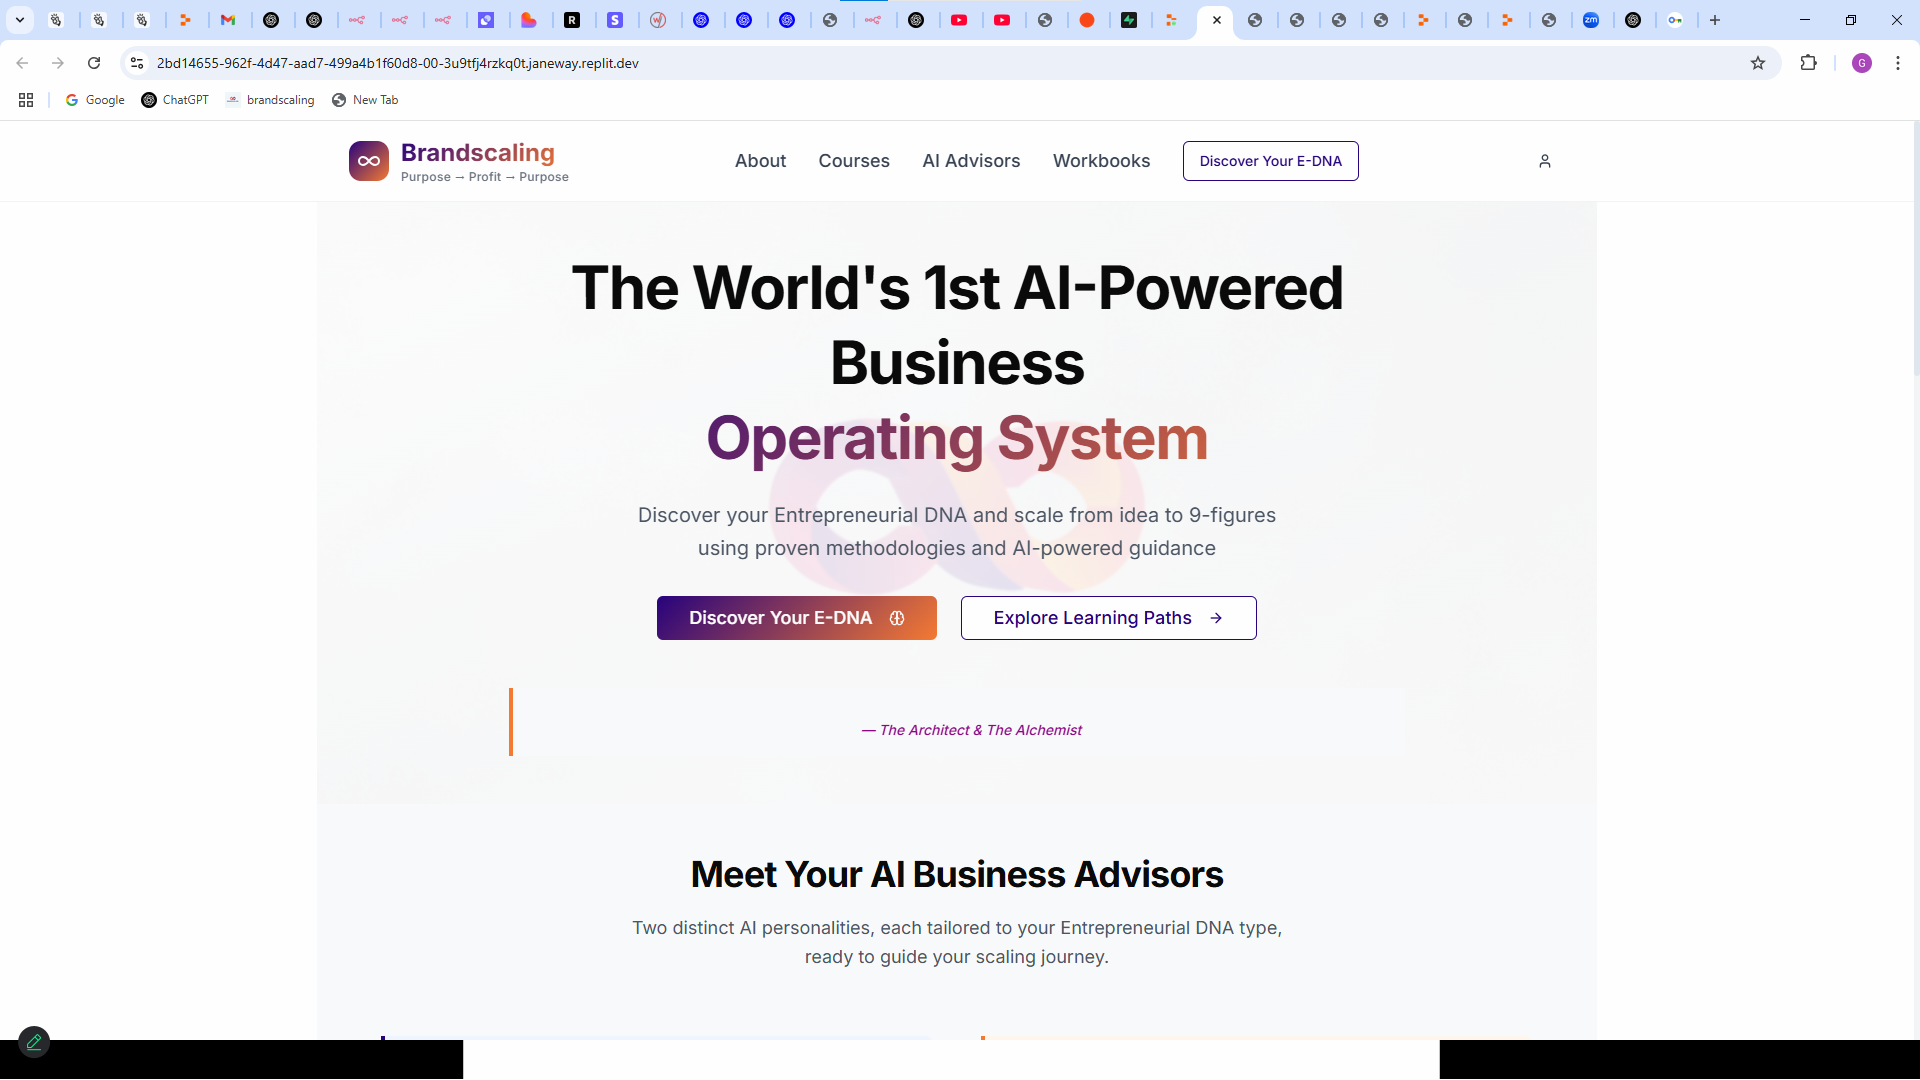 2bd14655-962f-4d47-aad7-499a4b1f60d8-00-3u9tfj4rzkq0t.janeway.replit.dev
G
Google
ChatGPT
brandscaling
New Tab
Brandscaling
Purpose → Profit → Purpose
About
Courses
AI Advisors
Workbooks
Discover Your E-DNA
The World's 1st AI-Powered
Business
Operating System
Discover your Entrepreneurial DNA and scale from idea to 9-figures
using proven methodologies and AI-powered guidance
Discover Your E-DNA
Explore Learning Paths →
— The Architect & The Alchemist
Meet Your AI Business Advisors
Two distinct AI personalities, each tailored to your Entrepreneurial DNA type,
ready to guide your scaling journey.